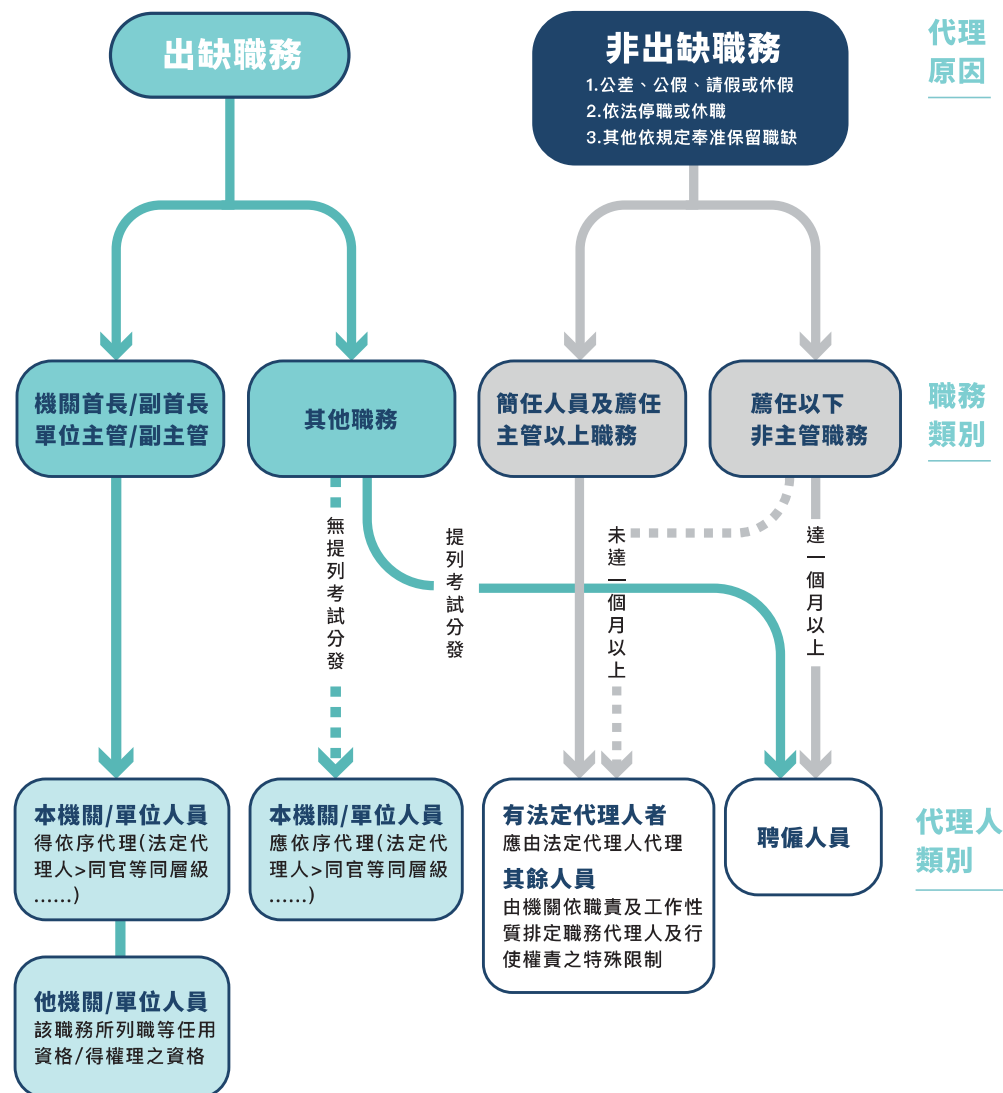 出缺職務
非出缺職務
1.公差、公假、請假或休假
2.依法停職或休職
3.其他依規定奉准保留職缺
代理
原因
機關首長/副首長
單位主管/副主管
其他職務
簡任人員及薦任
主管以上職務
薦任以下
非主管職務
職務
類別
無提列考試分發
提列考試分發
未達一個月以上
達一個月以上
本機關/單位人員
得依序代理(法定代
理人>同官等同層級
......)
本機關/單位人員
應依序代理(法定代
理人>同官等同層級
......)
有法定代理人者
應由法定代理人代理
其餘人員
由機關依職責及工作性
質排定職務代理人及行
使權責之特殊限制
聘僱人員
代理人
類別
他機關/單位人員
該職務所列職等任用
資格/得權理之資格